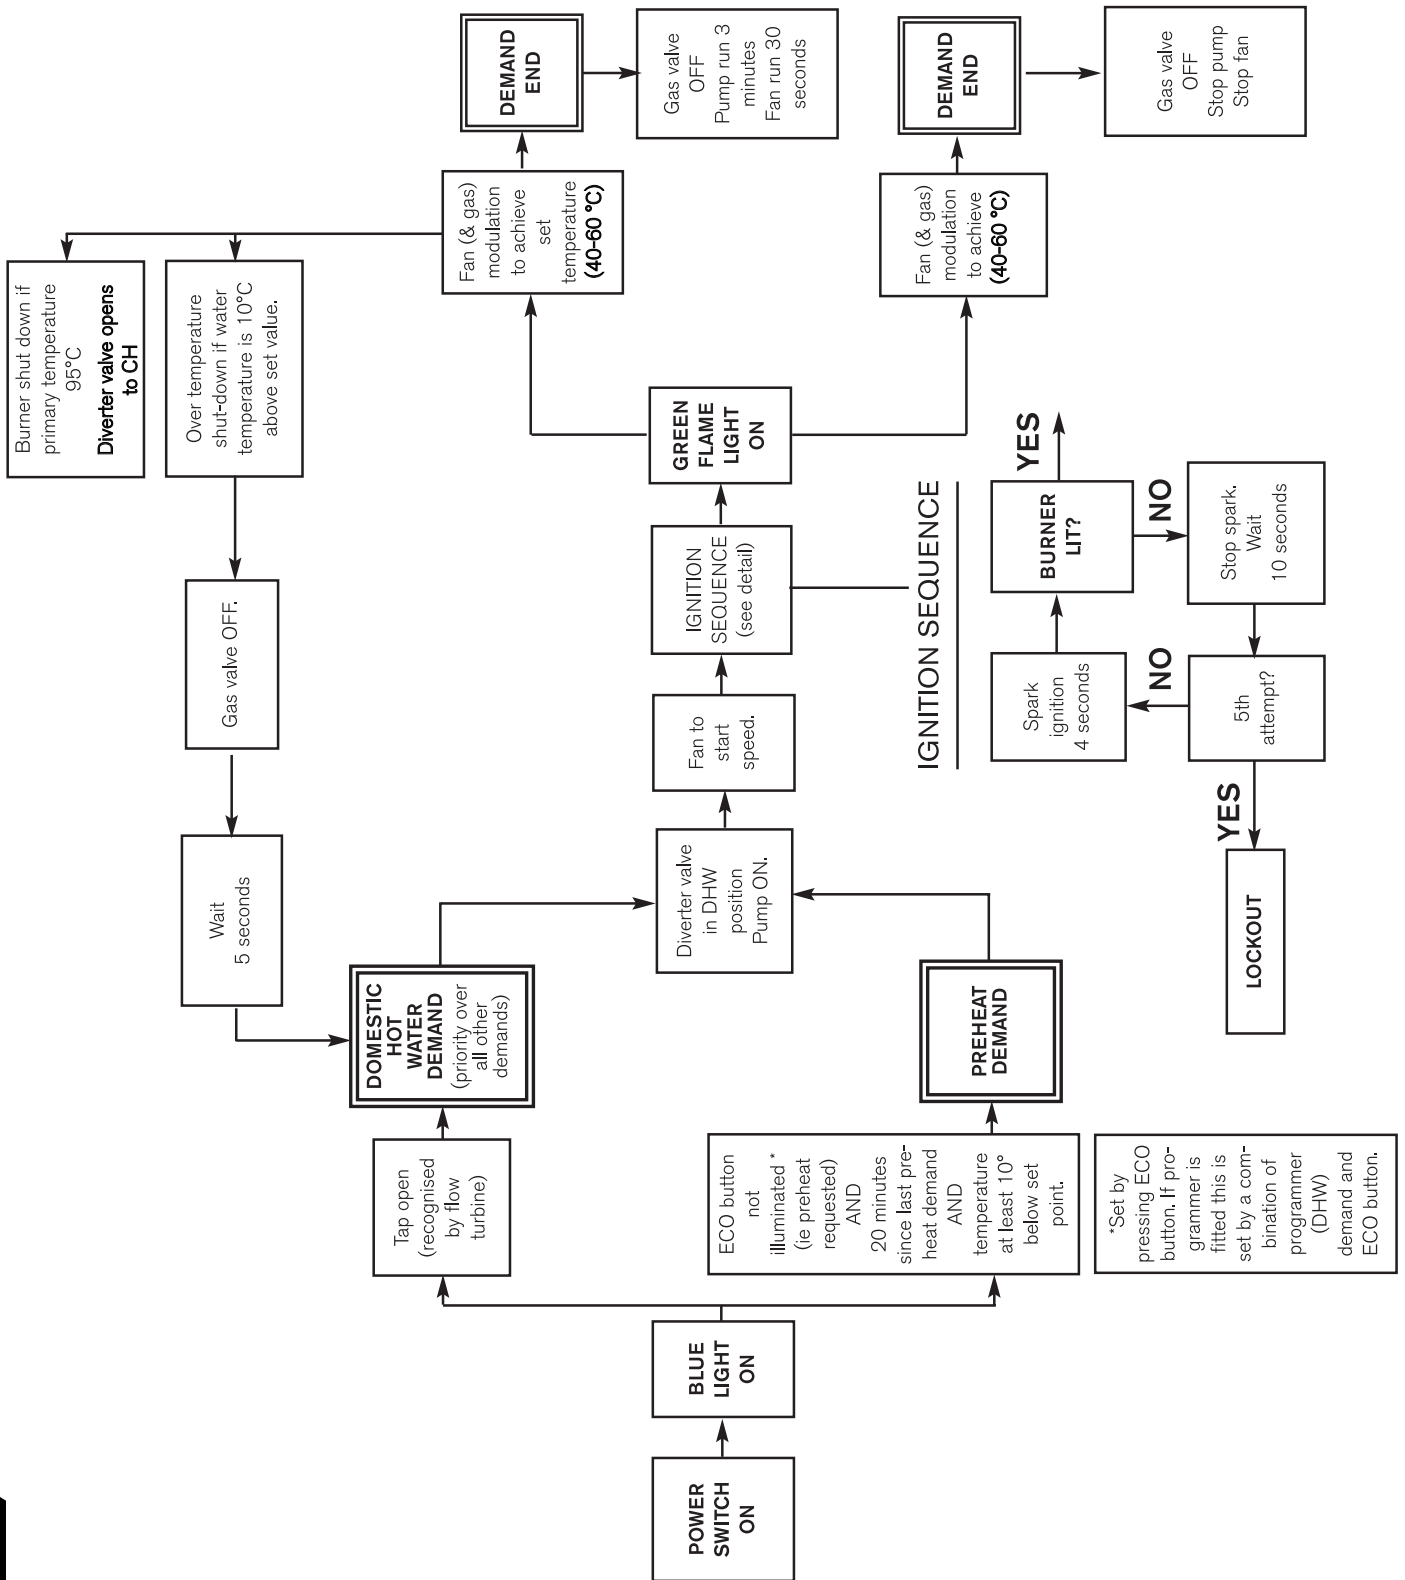 POWER
SWITCH
ON
BLUE
LIGHT
ON
Tap open
(recognised
by flow
turbine)
DOMESTIC
HOT
WATER
DEMAND
(priority over
all other
demands)
Wait
5 seconds
Gas valve OFF.
Over temperature
shut-down if water
temperature is 10°C
above set value.
Burner shut down if
primary temperature
95°C
Diverter valve opens
to CH
ECO button
not
illuminated *
(ie preheat
requested)
AND
20 minutes
since last pre-
heat demand
AND
temperature
at least 10°
below set
point.
*Set by
pressing ECO
button. If pro-
grammer is
fitted this is
set by a com-
bination of
programmer
(DHW)
demand and
ECO button.
PREHEAT
DEMAND
Diverter valve
in DHW
position
Pump ON.
Fan to
start
speed.
IGNITION
SEQUENCE
(see detail)
GREEN
FLAME
LIGHT
ON
Fan (& gas)
modulation
to achieve
set
temperature
(40-60 °C)
DEMAND
END
Gas valve
OFF
Pump run 3
minutes
Fan run 30
seconds
Fan (& gas)
modulation
to achieve
(40-60 °C)
DEMAND
END
Gas valve
OFF
Stop pump
Stop fan
IGNITION SEQUENCE
Spark
ignition
4 seconds
BURNER
LIT?
YES
NO
Stop spark.
Wait
10 seconds
5th
attempt?
NO
YES
LOCKOUT